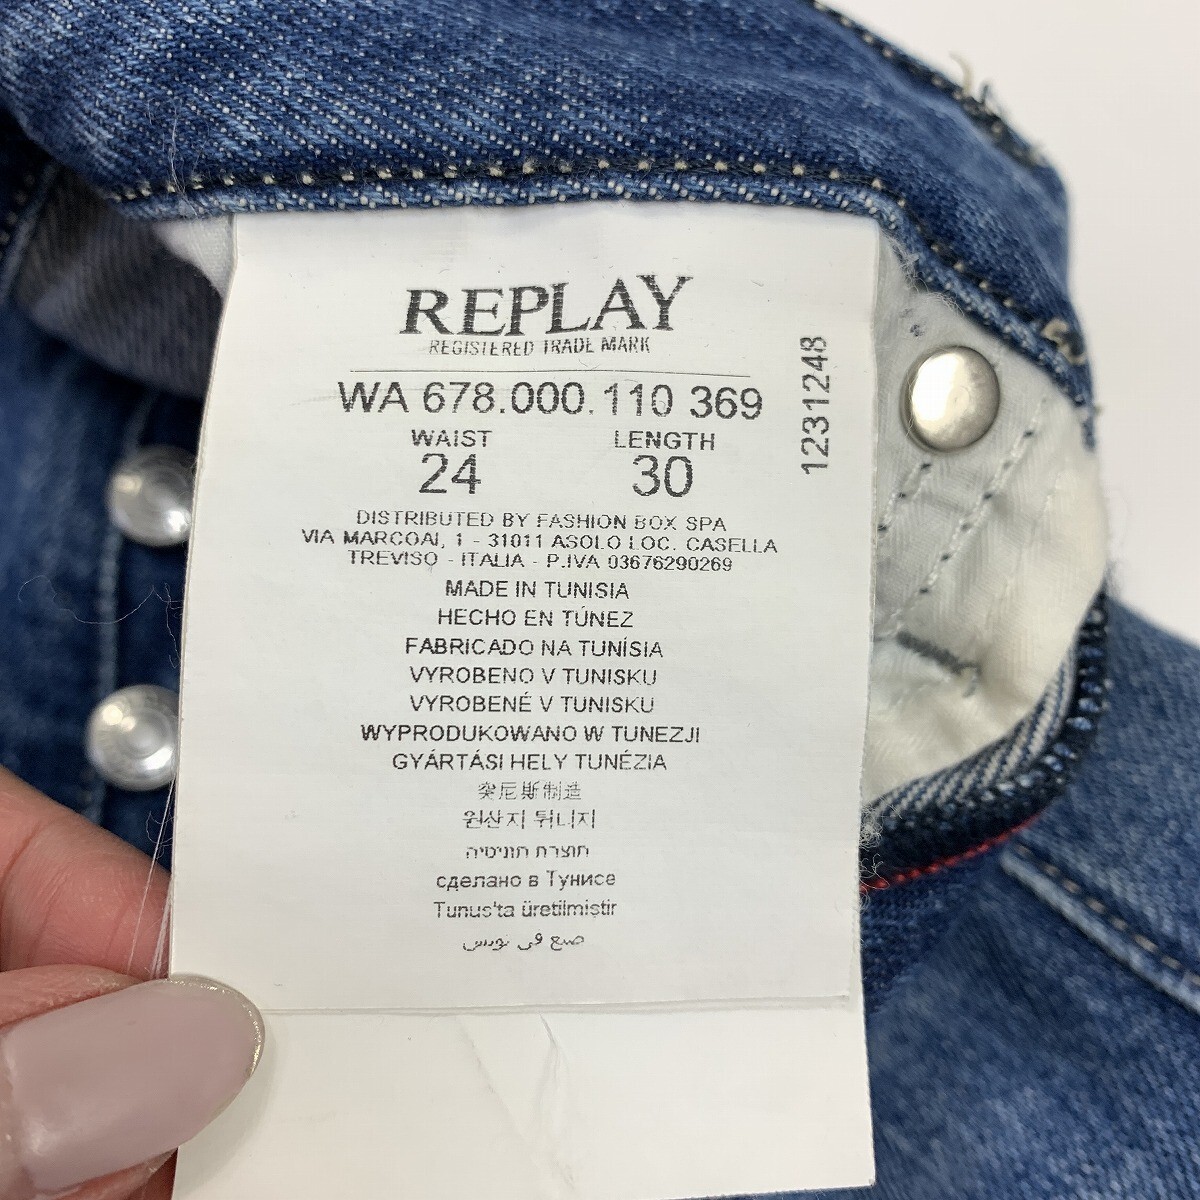 REPLAY
REGISTERED TRADE MARK
WA 678.000.110 369
WAIST LENGTH
24 30
1231248
DISTRIBUTED BY FASHION BOX SPA
VIA MARCOAI, 1 - 31011 ASOLO LOC. CASELLA
TREVISO - ITALIA - P.IVA 03676290269
MADE IN TUNISIA
HECHO EN TÚNEZ
FABRICADO NA TUNÍSIA
VYROBENO V TUNISKU
VYROBENÉ V TUNISKU
WYPRODUKOWANO W TUNEZJI
GYÁRTÁSI HELY TUNÉZIA
突尼斯制造
원산지 튀니지
תוצרת תוניסיה
сделано в Тунисе
Tunus'ta üretilmiştir
صنع في تونس